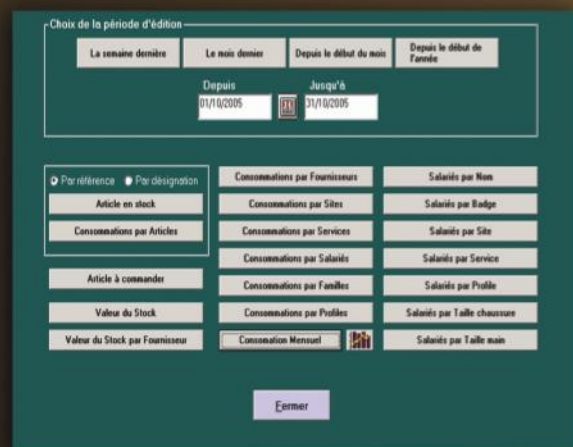 Choix de la période d'édition
La semaine dernière
Le mois dernier
Depuis le début du mois
Depuis le début de
l'année
Depuis
Jusqu'à
01/10/2005
31/10/2005
Par référence
Par désignation
Article en stock
Consommations par Articles
Article à commander
Valeur du Stock
Valeur du Stock par Fournisseur
Consommations par Fournisseurs
Consommations par Sites
Consommations par Services
Consommations par Salariés
Consommations par Familles
Consommations par Profiles
Consomation Mensuel
Salariés par Nom
Salariés par Badge
Salariés par Site
Salariés par Service
Salariés par Profile
Salariés par Taille chaussure
Salariés par Taille main
Fermer